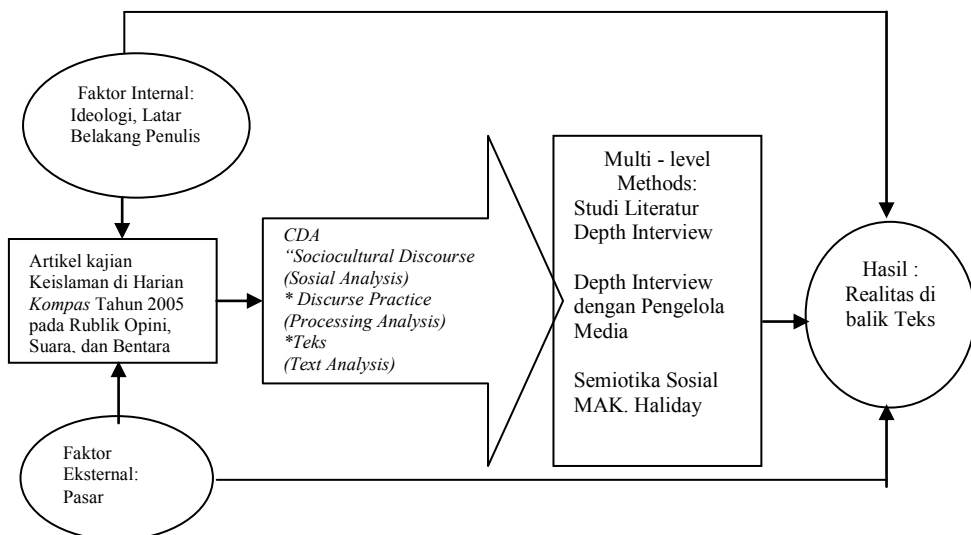 Faktor Internal:
Ideologi, Latar
Belakang Penulis
Artikel kajian
Keislaman di Harian
Kompas Tahun 2005
pada Rublik Opini,
Suara, dan Bentara
Faktor
Eksternal:
Pasar
CDA
“Sociocultural Discourse
(Sosial Analysis)
* Discurse Practice
(Processing Analysis)
*Teks
(Text Analysis)
Multi - level
Methods:
Studi Literatur
Depth Interview
Depth Interview
dengan Pengelola
Media
Semiotika Sosial
MAK. Haliday
Hasil :
Realitas di
balik Teks